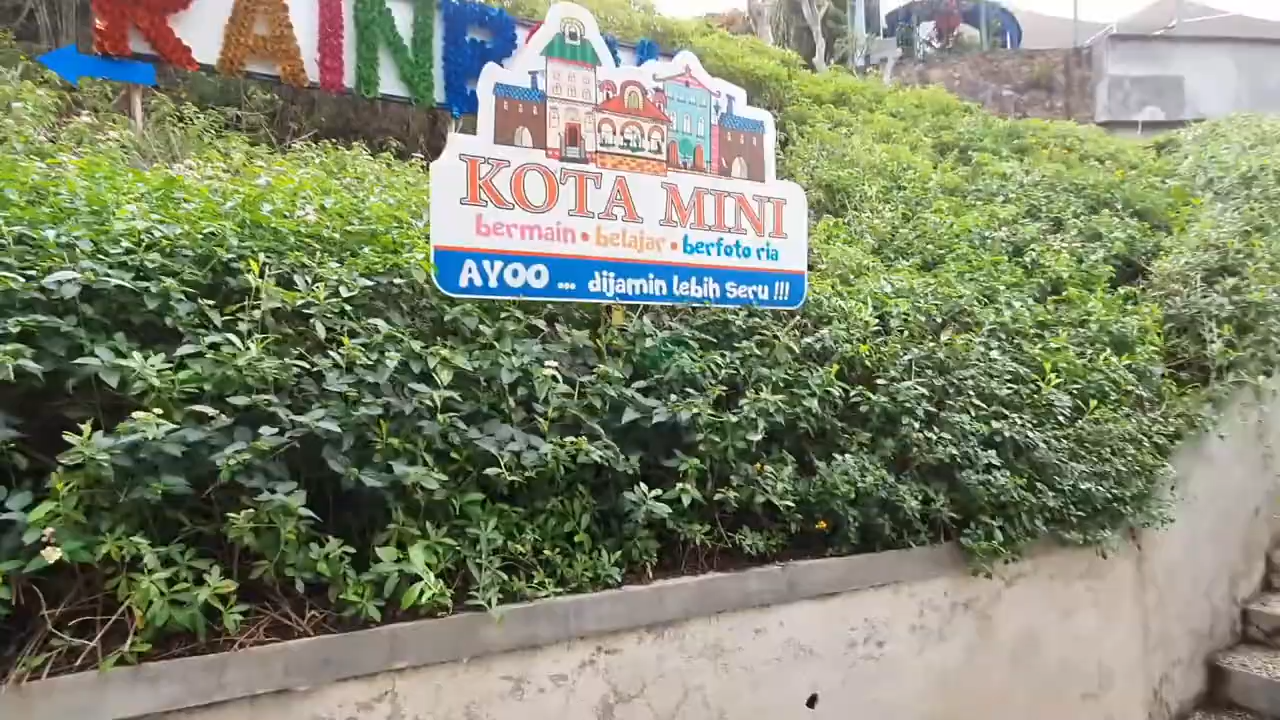 KOTA MINI
bermain • belajar • berfoto ria
AYOO ... dijamin lebih seru !!!